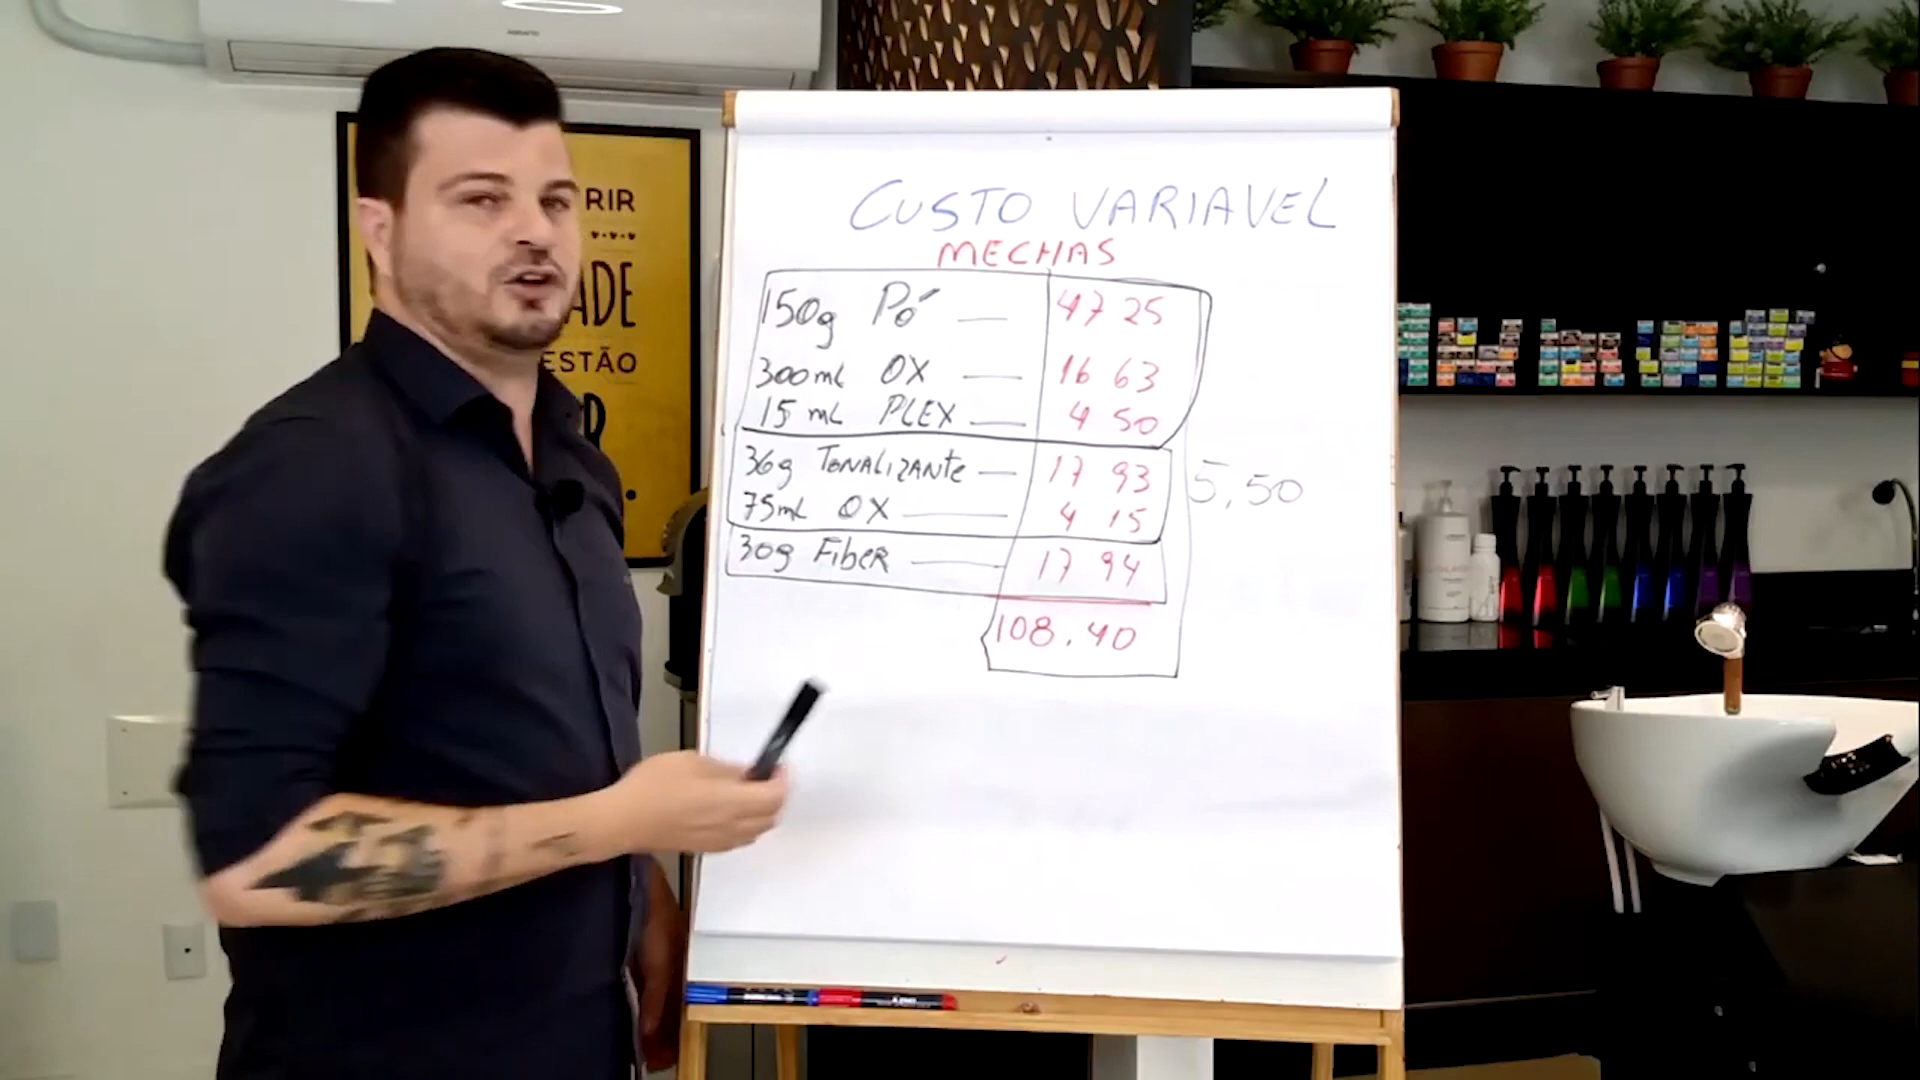 RIR
ADE
ESTÃO
R
.
CUSTO VARIAVEL
MECHAS
150g PÓ — 47 25
300mL OX — 16 63
15 mL PLEX — 4 50
36g TONALIZANTE — 17 93
75mL OX — 4 15
5,50
30g FIBER — 17 94
108.40